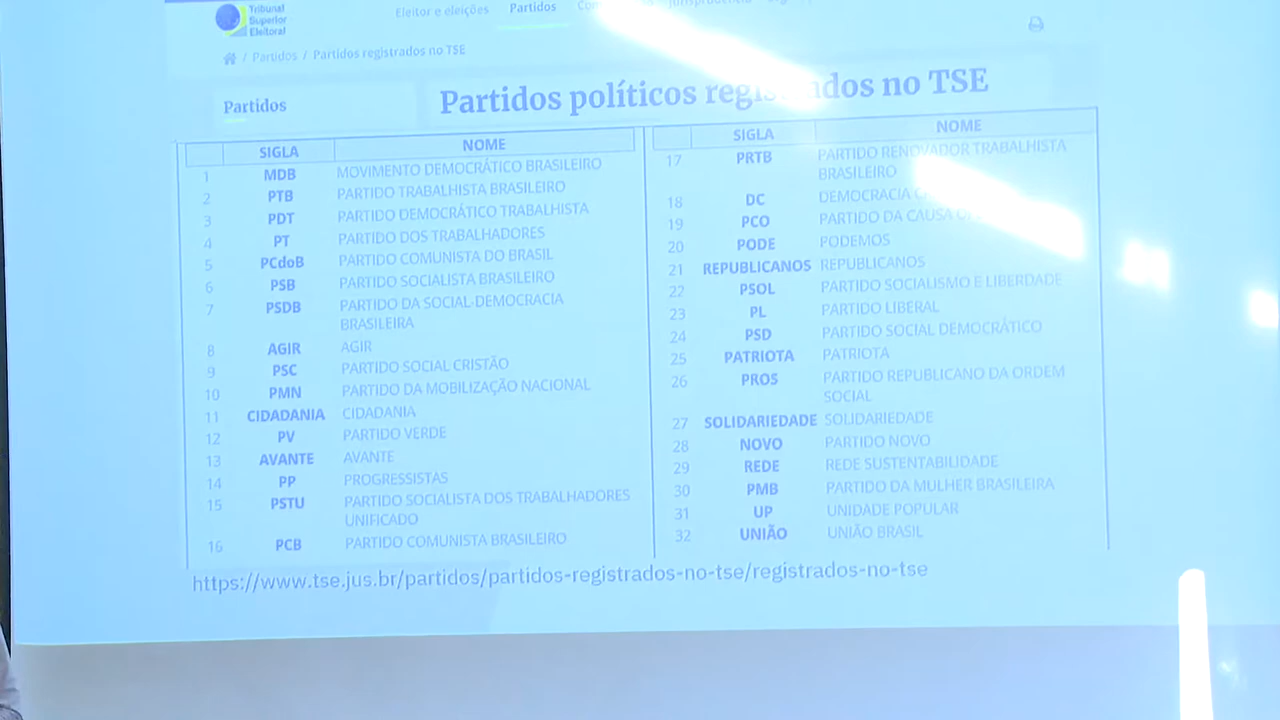 Tribunal
Superior
Eleitoral
Eleitor e eleições Partidos
/ Partidos / Partidos registrados no TSE
Partidos
Partidos políticos no TSE
SIGLA NOME
1 MDB MOVIMENTO DEMOCRÁTICO BRASILEIRO
2 PTB PARTIDO TRABALHISTA BRASILEIRO
3 PDT PARTIDO DEMOCRÁTICO TRABALHISTA
4 PT PARTIDO DOS TRABALHADORES
5 PCdoB PARTIDO COMUNISTA DO BRASIL
6 PSB PARTIDO SOCIALISTA BRASILEIRO
7 PSDB PARTIDO DA SOCIAL-DEMOCRACIA
BRASILEIRA
8 AGIR AGIR
9 PSC PARTIDO SOCIAL CRISTÃO
10 PMN PARTIDO DA MOBILIZAÇÃO NACIONAL
11 CIDADANIA CIDADANIA
12 PV PARTIDO VERDE
13 AVANTE AVANTE
14 PP PROGRESSISTAS
15 PSTU PARTIDO SOCIALISTA DOS TRABALHADORES
UNIFICADO
16 PCB PARTIDO COMUNISTA BRASILEIRO
SIGLA NOME
17 PRTB PARTIDO RENOVADOR TRABALHISTA
BRASILEIRO
18 DC DEMOCRACIA
19 PCO PARTIDO DA CAUSA
20 PODE PODEMOS
21 REPUBLICANOS REPUBLICANOS
22 PSOL PARTIDO SOCIALISMO E LIBERDADE
23 PL PARTIDO LIBERAL
24 PSD PARTIDO SOCIAL DEMOCRÁTICO
25 PATRIOTA PATRIOTA
26 PROS PARTIDO REPUBLICANO DA ORDEM
SOCIAL
27 SOLIDARIEDADE SOLIDARIEDADE
28 NOVO PARTIDO NOVO
29 REDE REDE SUSTENTABILIDADE
30 PMB PARTIDO DA MULHER BRASILEIRA
31 UP UNIDADE POPULAR
32 UNIÃO UNIÃO BRASIL
https://www.tse.jus.br/partidos/partidos-registrados-no-tse/registrados-no-tse